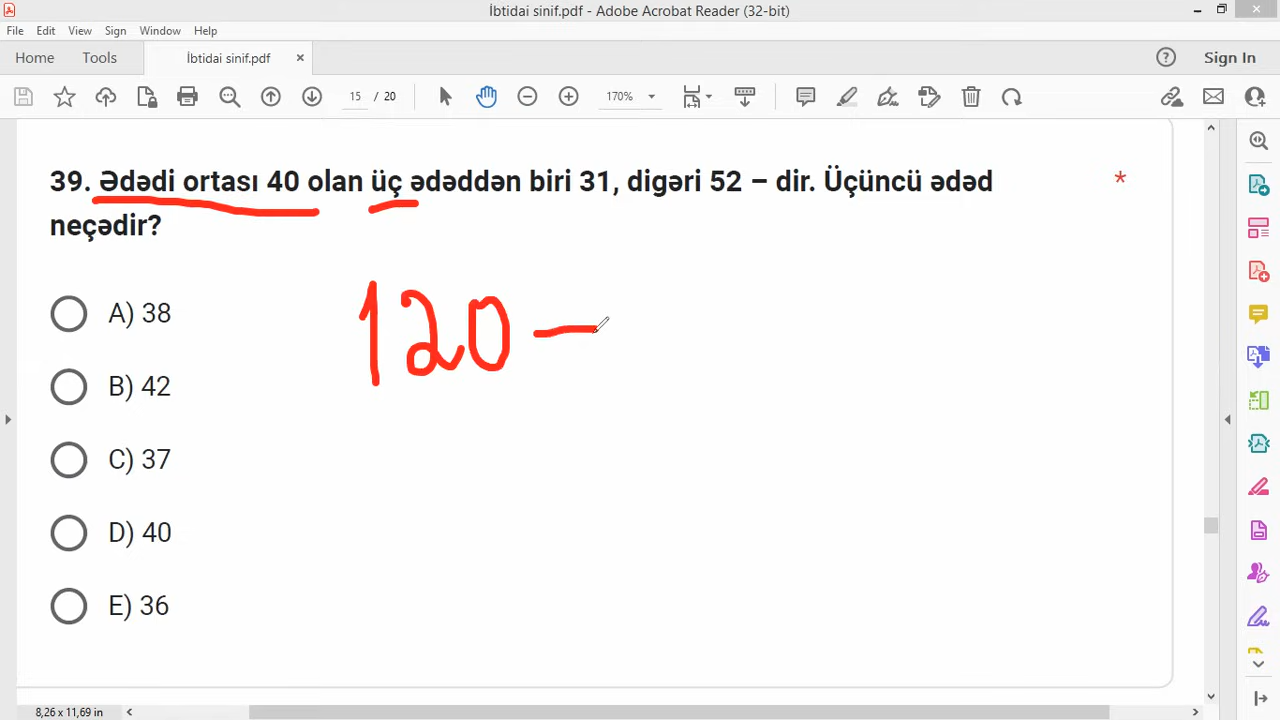 İbtidai sinif.pdf - Adobe Acrobat Reader (32-bit)
File Edit View Sign Window Help
Home Tools İbtidai sinif.pdf × ? Sign In
15 / 20 170%
39. Ədədi ortası 40 olan üç ədəddən biri 31, digəri 52 – dir. Üçüncü ədəd *
neçədir?
A) 38
120 —
B) 42
C) 37
D) 40
E) 36
8,26 x 11,69 in